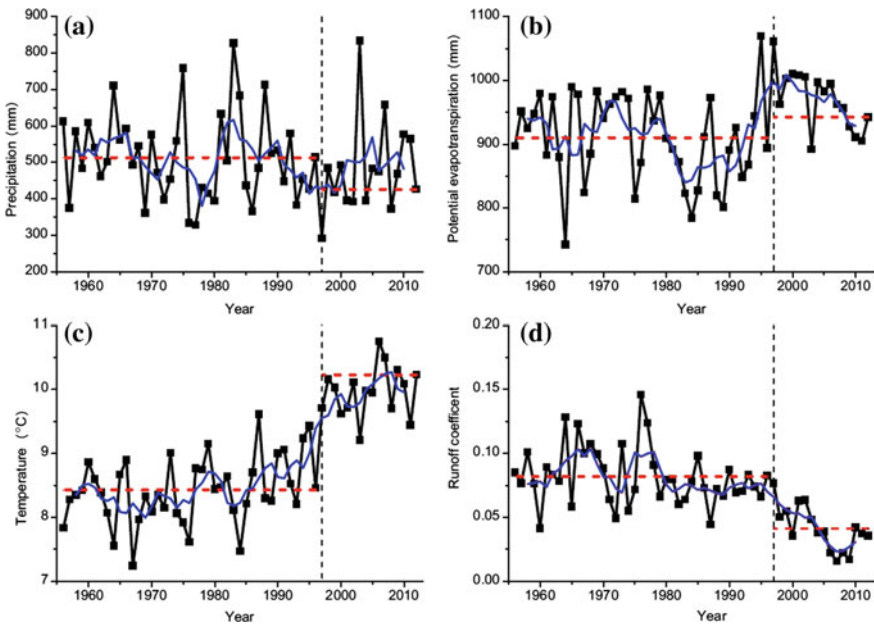 (a)
Precipitation (mm)
900
800
700
600
500
400
300
200
1960 1970 1980 1990 2000 2010
Year
(b)
Potential evapotranspiration (mm)
1100
1000
900
800
700
1960 1970 1980 1990 2000 2010
Year
(c)
Temperature (°C)
11
10
9
8
7
1960 1970 1980 1990 2000 2010
Year
(d)
Runoff coefficent
0.20
0.15
0.10
0.05
0.00
1960 1970 1980 1990 2000 2010
Year